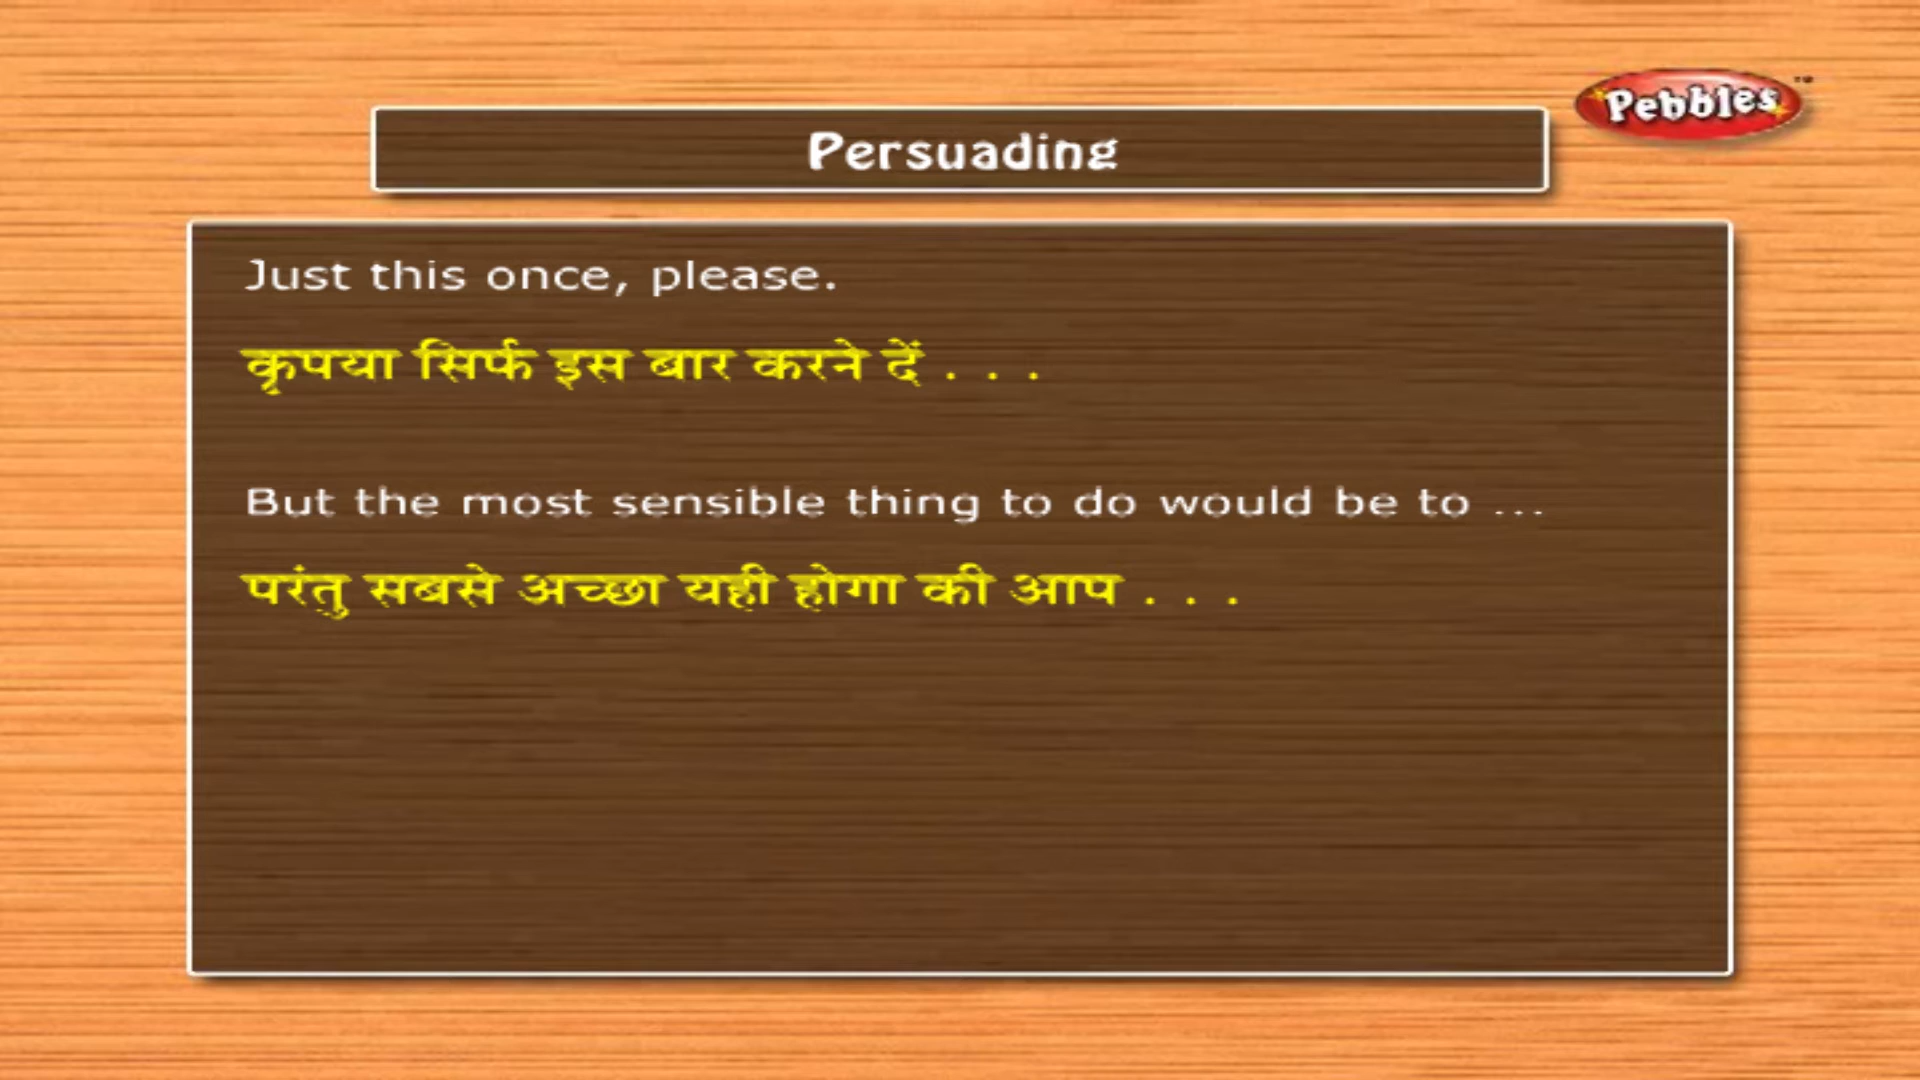 Pebbles™
Persuading
Just this once, please.
कृपया सिर्फ इस बार करने दें . . .
But the most sensible thing to do would be to ...
परंतु सबसे अच्छा यही होगा की आप . . .